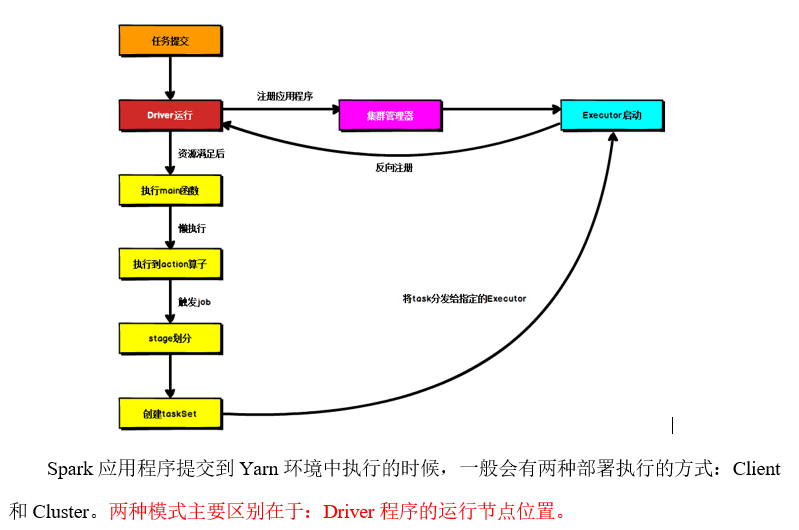 任务提交
注册应用程序
Driver运行
集群管理器
Executor启动
资源满足后
反向注册
执行main函数
懒执行
执行到action算子
将task分发给指定的Executor
触发job
stage划分
创建taskSet
Spark 应用程序提交到 Yarn 环境中执行的时候，一般会有两种部署执行的方式：Client
和 Cluster。两种模式主要区别在于：Driver 程序的运行节点位置。